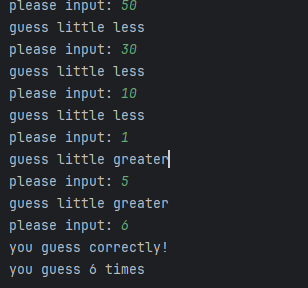 please input: 50
guess little less
please input: 30
guess little less
please input: 10
guess little less
please input: 1
guess little greater
please input: 5
guess little greater
please input: 6
you guess correctly!
you guess 6 times